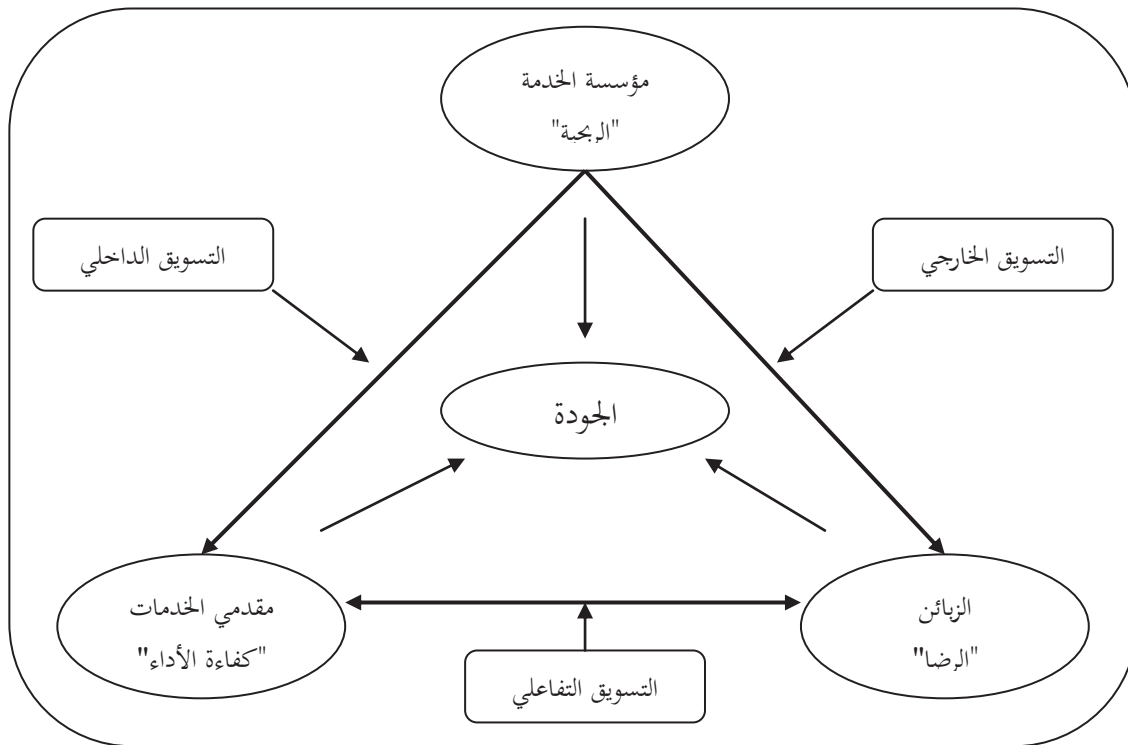 مؤسسة الخدمة
"الربحية"
التسويق الخارجي
التسويق الداخلي
الجودة
الزبائن
"الرضا"
مقدمي الخدمات
"كفاءة الأداء"
التسويق التفاعلي